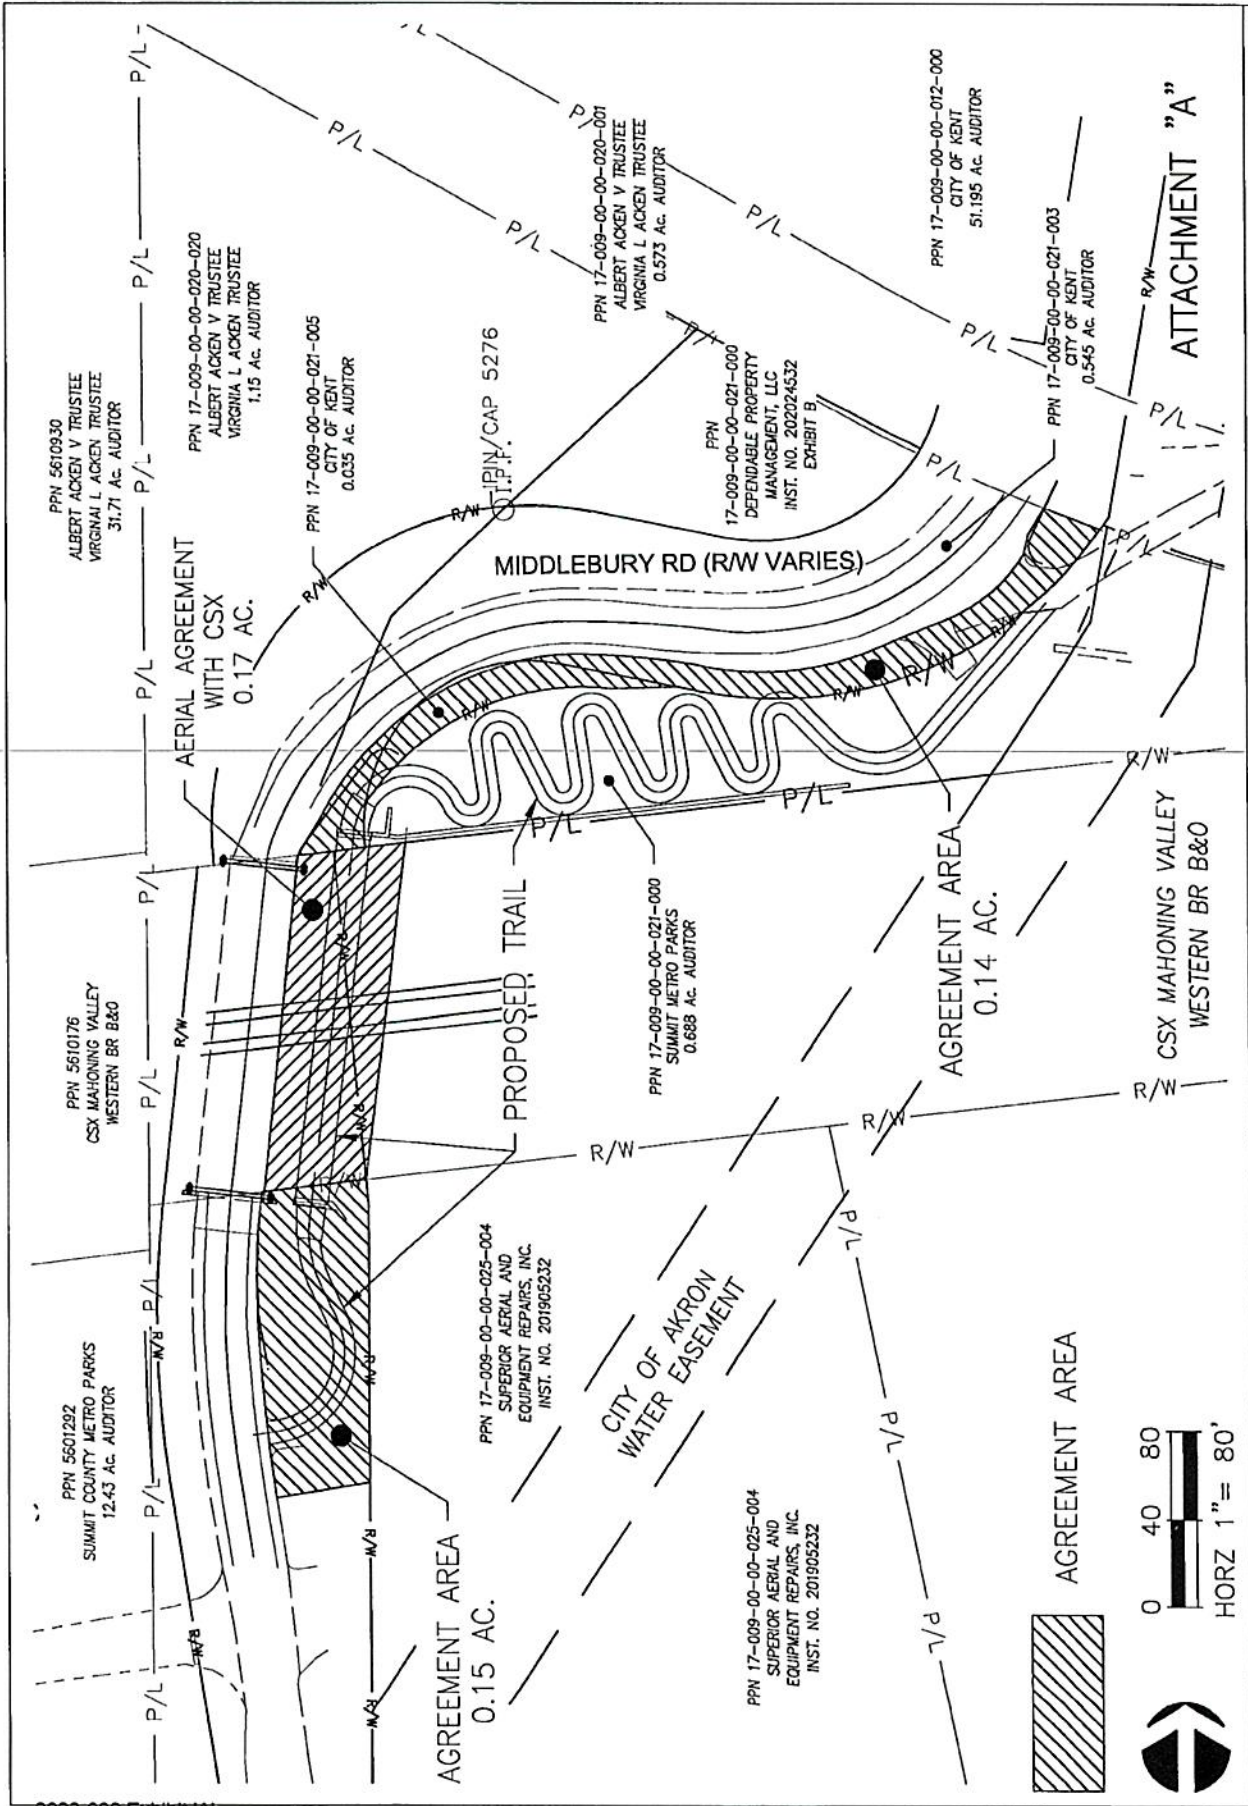 PPN 5601292
SUMMIT COUNTY METRO PARKS
12.43 Ac. AUDITOR
PPN 5610176
CSX MAHONING VALLEY
WESTERN BR B&O
PPN 5610930
ALBERT ACKEN V TRUSTEE
VIRGINAI L ACKEN TRUSTEE
31.71 Ac. AUDITOR
P/L
P/L
P/L
P/L
P/L
P/L
P/L
P/L
P/L
R/W
R/W
R/W
AERIAL AGREEMENT
WITH CSX
0.17 AC.
PPN 17-009-00-00-020-020
ALBERT ACKEN V TRUSTEE
VIRGINIA L ACKEN TRUSTEE
1.15 Ac. AUDITOR
PPN 17-009-00-00-021-005
CITY OF KENT
0.035 Ac. AUDITOR
P/L
P/L
P/L
P/L
R/W
R/W
R/W
R/W
R/W
R/W
R/W
R/W
IPIN/CAP 5276
I.P.F.
PPN 17-009-00-00-020-001
ALBERT ACKEN V TRUSTEE
VIRGINIA L ACKEN TRUSTEE
0.573 Ac. AUDITOR
MIDDLEBURY RD (R/W VARIES)
PPN
17-009-00-00-021-000
DEPENDABLE PROPERTY
MANAGEMENT, LLC
INST. NO. 202024532
EXHIBIT B
PPN 17-009-00-00-012-000
CITY OF KENT
51.195 Ac. AUDITOR
PPN 17-009-00-00-021-003
CITY OF KENT
0.545 Ac. AUDITOR
P/L
P/L
P/L
R/W
R/W
R/W
R/W
PROPOSED TRAIL
P/L
P/L
PPN 17-009-00-00-021-000
SUMMIT METRO PARKS
0.688 Ac. AUDITOR
AGREEMENT AREA
0.15 AC.
PPN 17-009-00-00-025-004
SUPERIOR AERIAL AND
EQUIPMENT REPAIRS, INC.
INST. NO. 201905232
R/W
R/W
R/W
R/W
CITY OF AKRON
WATER EASEMENT
AGREEMENT AREA
0.14 AC.
PPN 17-009-00-00-025-004
SUPERIOR AERIAL AND
EQUIPMENT REPAIRS, INC.
INST. NO. 201905232
P/L
P/L
P/L
CSX MAHONING VALLEY
WESTERN BR B&O
AGREEMENT AREA
0 40 80
HORZ 1"= 80'
ATTACHMENT "A"